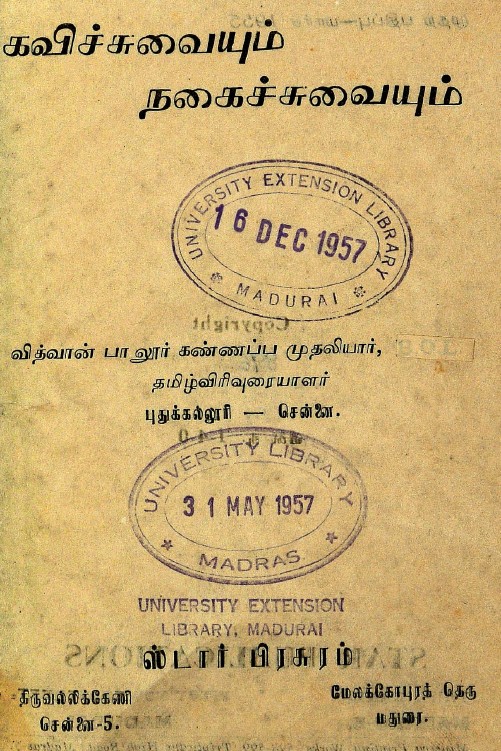 கவிச்சுவையும்
நகைச்சுவையும்
UNIVERSITY EXTENSION LIBRARY
16 DEC 1957
MADURAI
Copyright
வித்வான் பாலூர் கண்ணப்ப முதலியார்,
தமிழ்விரிவுரையாளர்
புதுக்கல்லூரி — சென்னை.
UNIVERSITY LIBRARY
31 MAY 1957
MADRAS
UNIVERSITY EXTENSION
LIBRARY, MADURAI
ஸ்டார் பிரசுரம்
திருவல்லிக்கேணி
சென்னை-5.
மேலக்கோபுரத் தெரு
மதுரை.